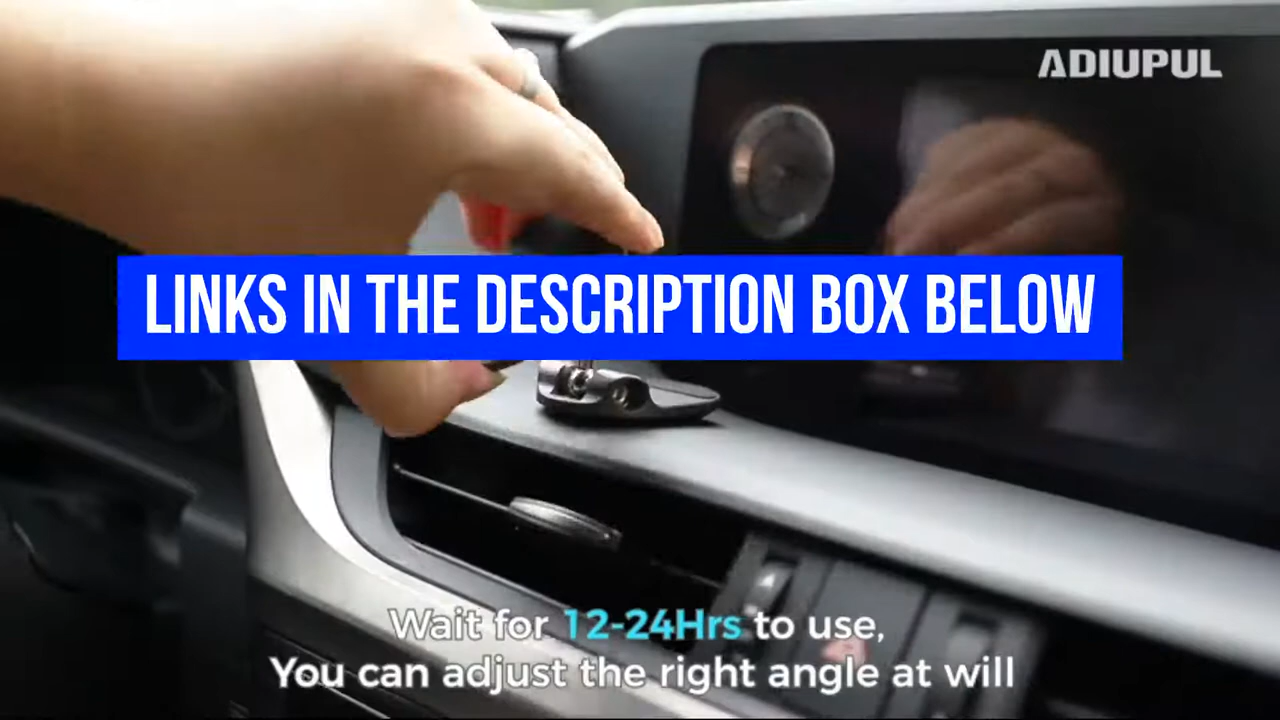 ADIUPUL
LINKS IN THE DESCRIPTION BOX BELOW
Wait for 12-24Hrs to use,
You can adjust the right angle at will